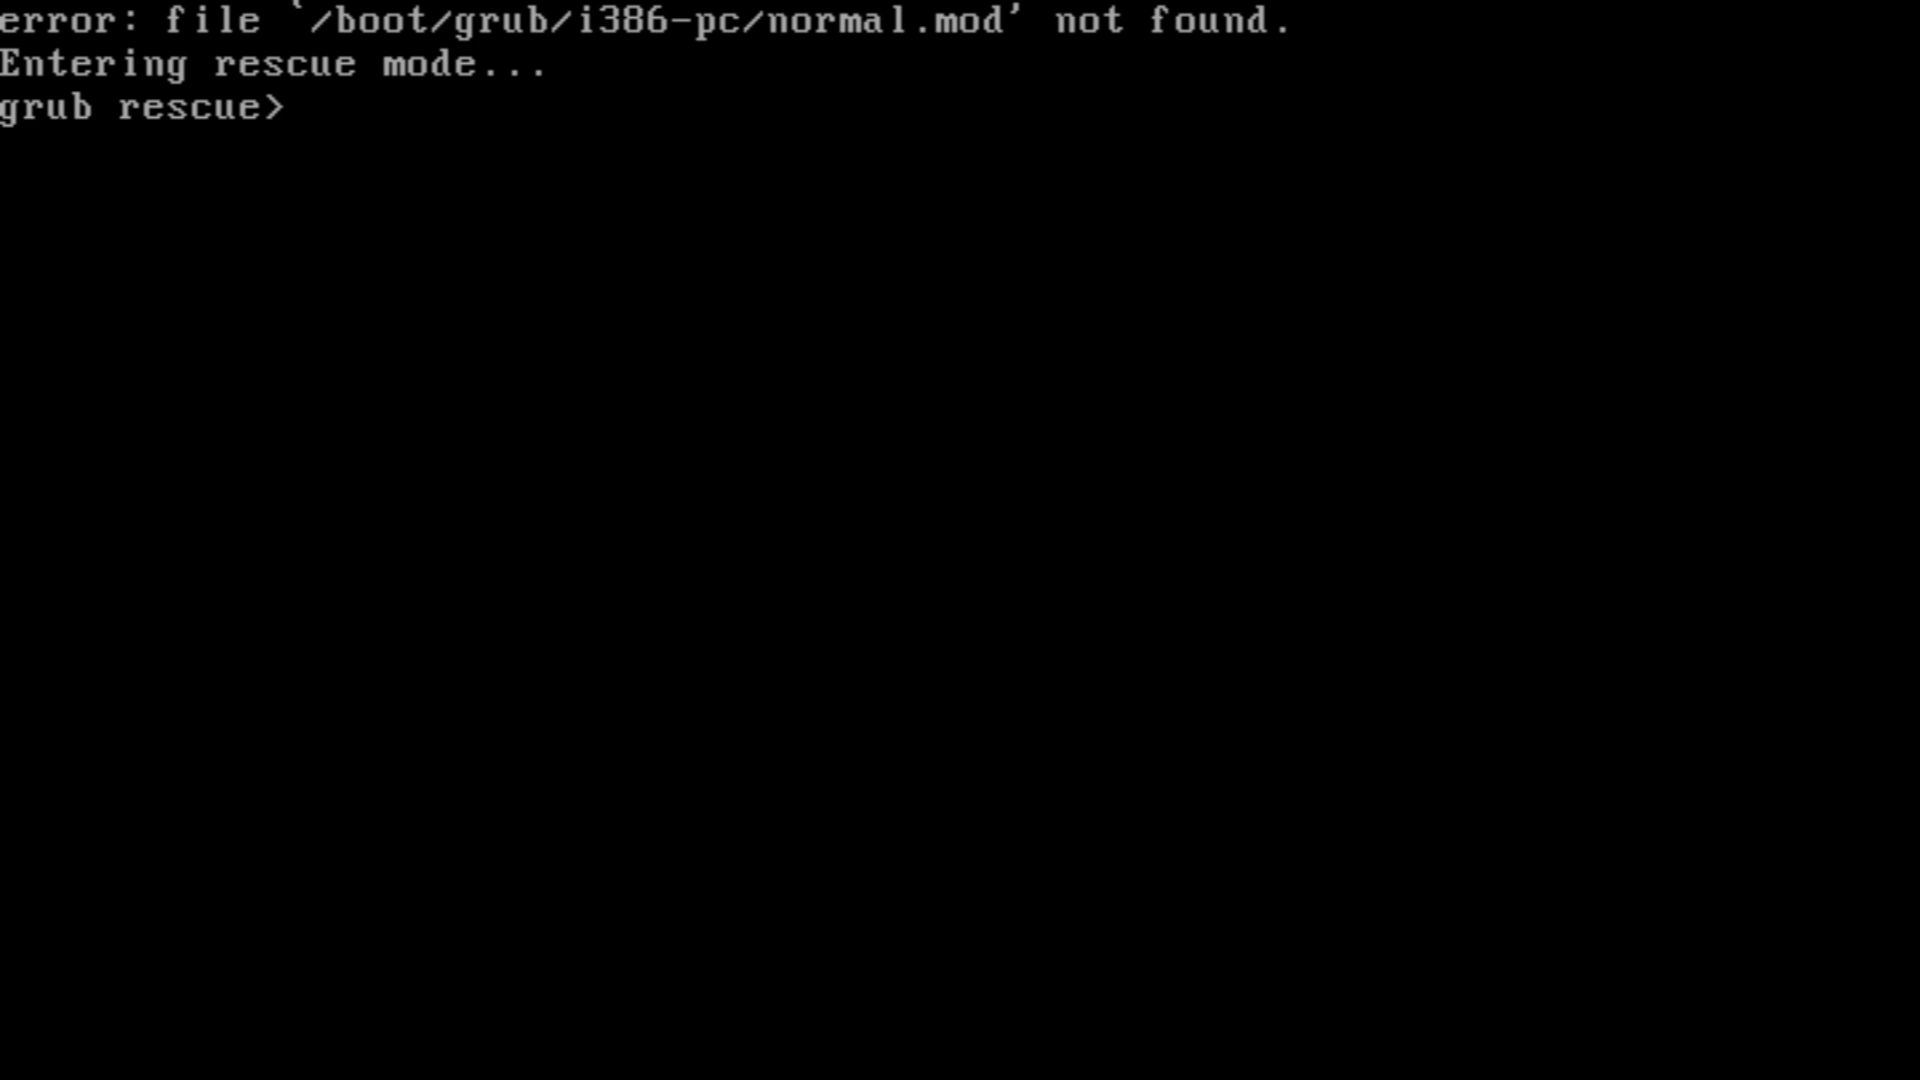 error: file `/boot/grub/i386-pc/normal.mod' not found.
Entering rescue mode...
grub rescue>